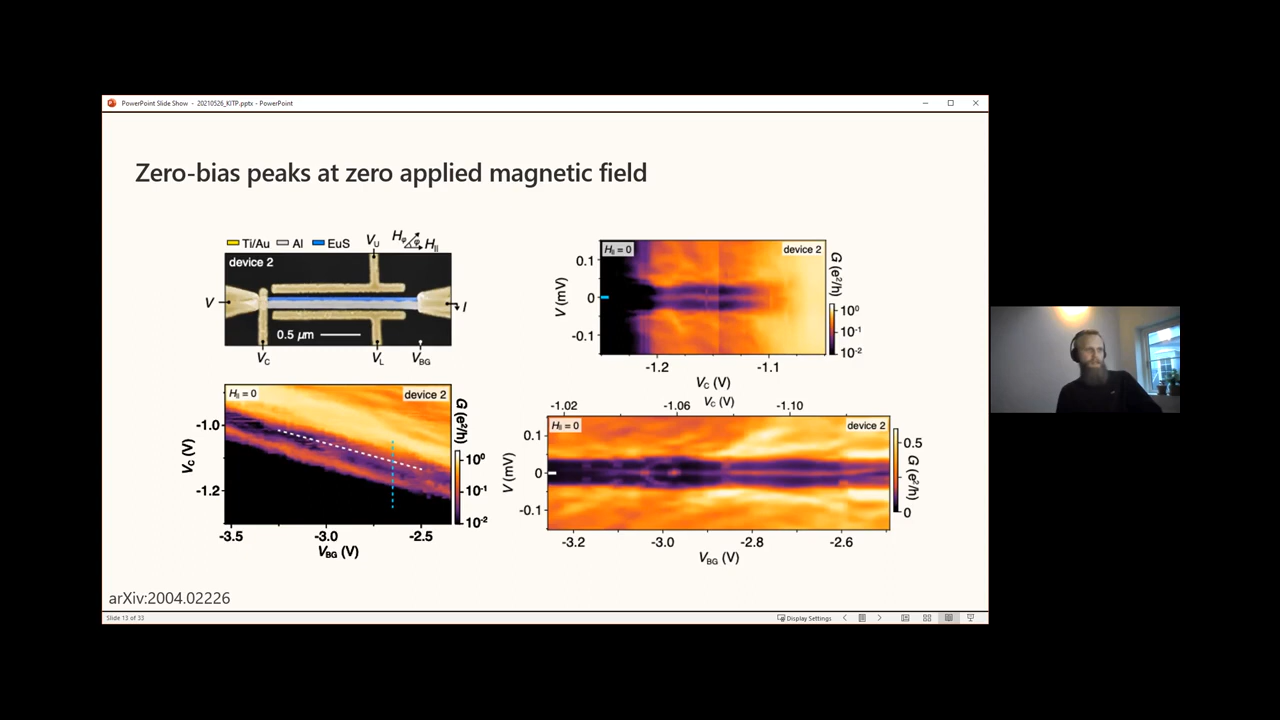 PowerPoint Slide Show - 20210526_KITP.pptx - PowerPoint
Zero-bias peaks at zero applied magnetic field
Ti/Au Al EuS V_U H_φ φ H_||
device 2
V I
0.5 μm
V_C V_L V_BG
H_|| = 0 device 2
0.1
0
-0.1
V (mV)
-1.2 -1.1
V_C (V)
G (e²/h)
10⁰
10⁻¹
10⁻²
H_|| = 0 device 2
-1.0
-1.2
V_C (V)
-3.5 -3.0 -2.5
V_BG (V)
G (e²/h)
10⁰
10⁻¹
10⁻²
V_C (V)
-1.02 -1.06 -1.10
H_|| = 0 device 2
0.1
0
-0.1
V (mV)
-3.2 -3.0 -2.8 -2.6
V_BG (V)
0.5
0
G (e²/h)
arXiv:2004.02226
Slide 13 of 33 Display Settings